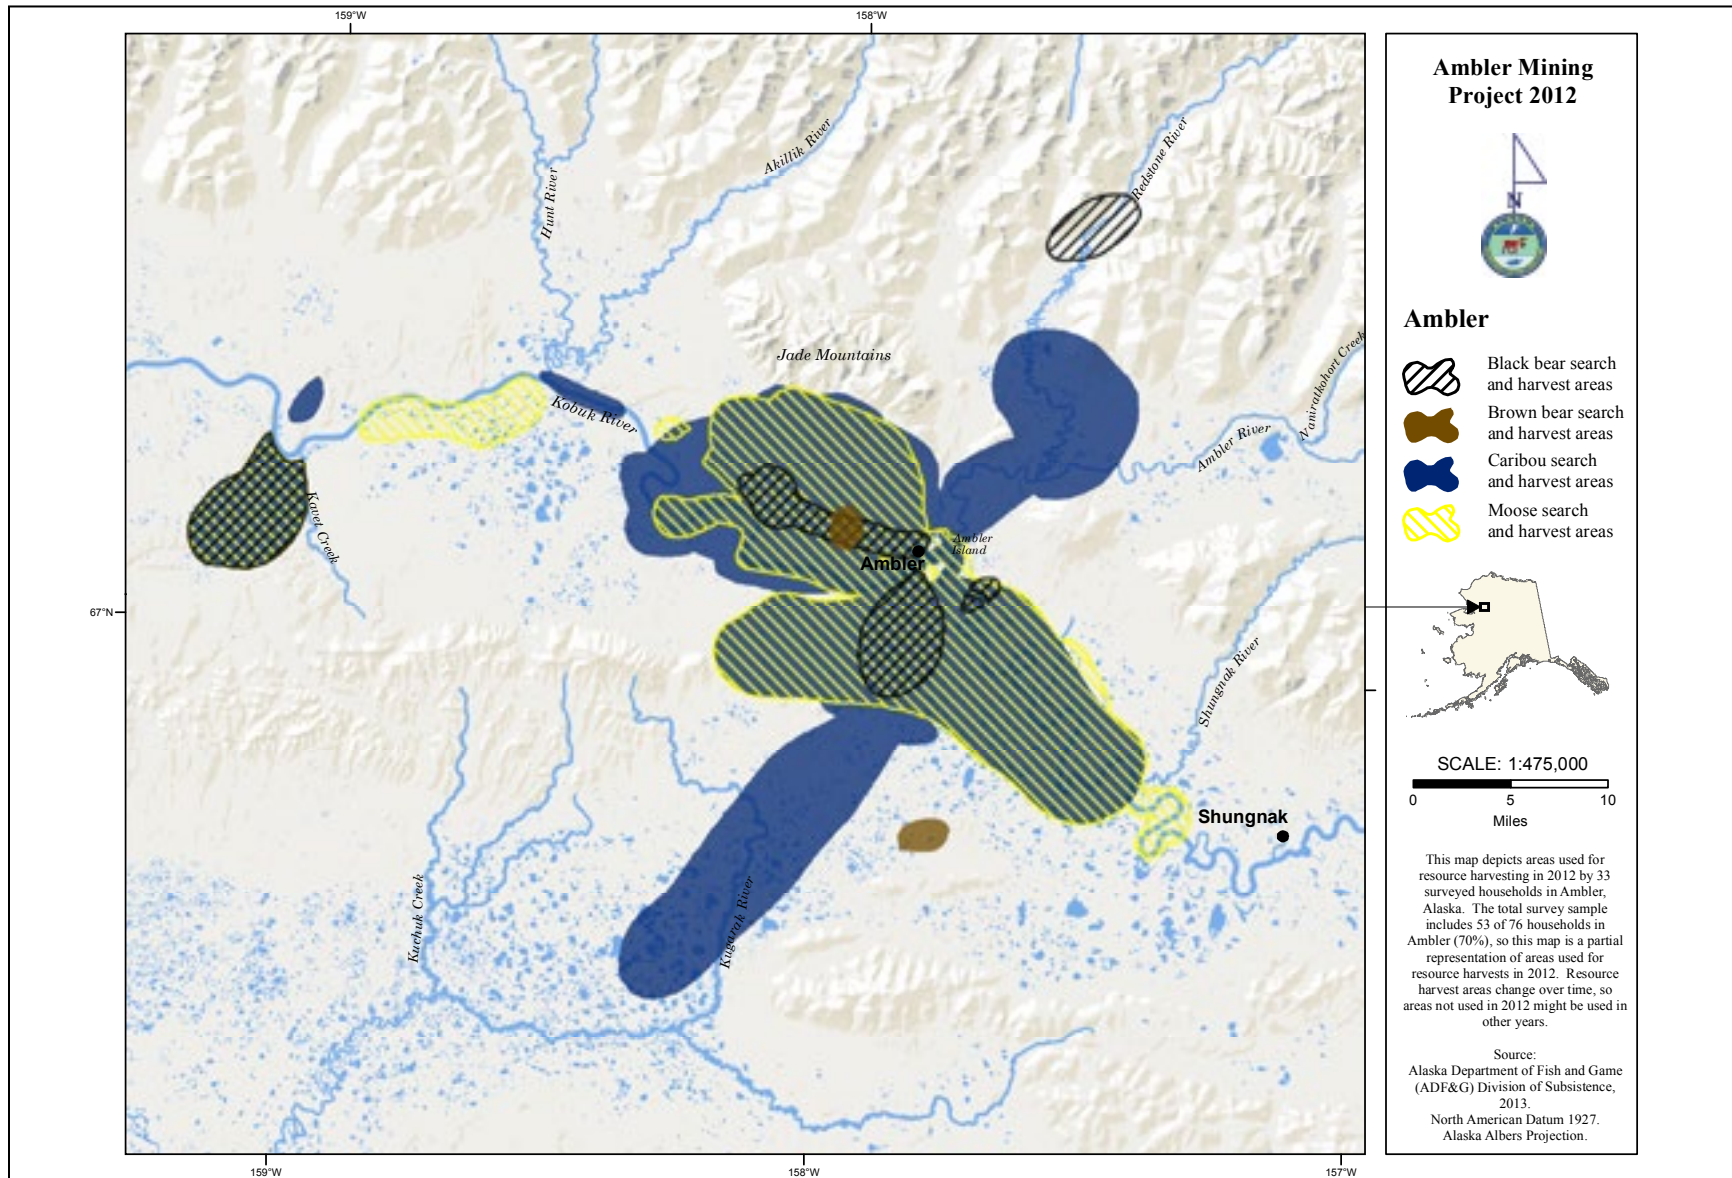 159°W
158°W
Hunt River
Akillik River
Redstone River
Jade Mountains
Naniratkohort Creek
Kobuk River
Ambler River
Kavet Creek
Ambler
Island
Ambler
67°N
Shungnak River
Shungnak
Kuchuk Creek
Kugarak River
159°W
158°W
157°W
Ambler Mining
Project 2012
N
Ambler
Black bear search
and harvest areas
Brown bear search
and harvest areas
Caribou search
and harvest areas
Moose search
and harvest areas
SCALE: 1:475,000
0 5 10
Miles
This map depicts areas used for
resource harvesting in 2012 by 33
surveyed households in Ambler,
Alaska. The total survey sample
includes 53 of 76 households in
Ambler (70%), so this map is a partial
representation of areas used for
resource harvests in 2012. Resource
harvest areas change over time, so
areas not used in 2012 might be used in
other years.
Source:
Alaska Department of Fish and Game
(ADF&G) Division of Subsistence,
2013.
North American Datum 1927.
Alaska Albers Projection.